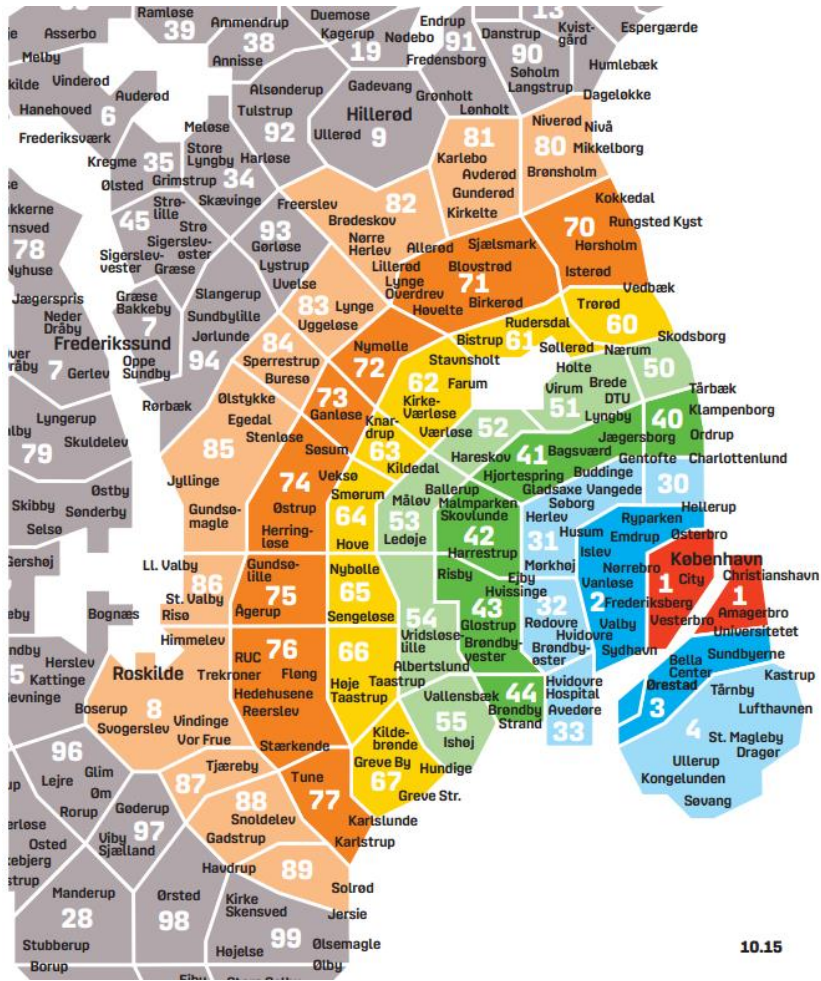 Asserbo
Melby
kilde
Vinderød
Hanehoved
Auderød
6
Frederiksværk
Ramløse
39
Ammendrup
38
Annisse
Duemose
Kagerup
19
Nødebo
Endrup
91
Fredensborg
Danstrup
90
Søholm
Langstrup
13
Kvist-
gård
Espergærde
Humlebæk
Dageløkke
Alsønderup
Tulstrup
92
Harløse
Gadevang
Grønholt
Hillerød
Ullerød
9
Lønholt
Meløse
Store
Lyngby
34
Skævinge
Kregme
35
Ølsted
Grimstrup
45
Strø-
lille
Strø
Sigerslev-
øster
Sigerslev-
vester
Græse
93
Gørløse
Lystrup
Uvelse
Freerslev
82
Brødeskov
Nørre
Herlev
81
Karlebo
Avderød
Gunderød
Kirkelte
Niverød
Nivå
80
Mikkelborg
Brønsholm
Kokkedal
70
Rungsted Kyst
Hørsholm
Isterød
Allerød
Sjælsmark
Lillerød
Blovstrød
Lynge
Overdrev
71
Birkerød
Høvelte
akkerne
rnsved
78
Nyhuse
Jægerspris
Neder
Dråby
7
Gerlev
Græse
Bakkeby
7
Frederikssund
Oppe
Sundby
Slangerup
Sundbylille
Jørlunde
94
Rørbæk
83
Lynge
Uggeløse
84
Sperrestrup
Buresø
Nymølle
72
73
Ganløse
Bistrup
Rudersdal
61
Søllerød
Vedbæk
Trørød
60
Skodsborg
Nærum
50
Stavnsholt
62
Farum
Kirke-
Værløse
Holte
Virum
Brede
DTU
51
Lyngby
Tårbæk
40
Klampenborg
Ordrup
Charlottenlund
Jægersborg
Gentofte
Værløse
52
Hareskov
41
Bagsværd
Hjortespring
Buddinge
Gladsaxe
Vangede
30
Hellerup
Knar-
drup
63
Kildedal
Ølstykke
Egedal
Stenløse
85
Jyllinge
Gundsø-
magle
Søsum
74
Veksø
Østrup
Herring-
løse
Smørum
64
Hove
Måløv
53
Ledøje
Ballerup
Malmparken
Skovlunde
42
Harrestrup
Søborg
Herlev
31
Mørkhøj
Husum
Islev
Ryparken
Emdrup
Østerbro
Nørrebro
Vanløse
2
Frederiksberg
Valby
Sydhavn
København
1
City
Vesterbro
Christianshavn
1
Amagerbro
Universitetet
Lyngerup
79
Skuldelev
Østby
Skibby
Sønderby
Selsø
Gershøj
Bognæs
Ll. Valby
86
St. Valby
Risø
Gundsø-
lille
75
Ågerup
Nybølle
65
Sengeløse
Risby
43
Glostrup
Brøndby-
vester
Ejby
Hvissinge
32
Rødovre
Hvidovre
Brøndby-
øster
54
Vridsløse-
lille
Albertslund
Himmelev
Roskilde
Trekroner
8
Boserup
Svogerslev
Vindinge
Vor Frue
RUC
76
Fløng
Hedehusene
Reerslev
Stærkende
66
Høje
Taastrup
Taastrup
Vallensbæk
44
Brøndby
Strand
55
Ishøj
Hundige
Hvidovre
Hospital
Avedøre
33
Bella
Center
Ørestad
3
Sundbyerne
Tårnby
Kastrup
Lufthavnen
4
St. Magleby
Dragør
Ullerup
Kongelunden
Søvang
Herslev
Kattinge
Gevninge
96
Lejre
Glim
Øm
Rorup
Osted
Gøderup
97
Viby
Sjælland
Tjæreby
87
88
Snoldelev
Gadstrup
Tune
77
Karlslunde
Karlstrup
Kilde-
brønde
Greve By
67
Greve Str.
Havdrup
89
Solrød
Jersie
Manderup
28
Stubberup
Borup
Ørsted
98
Kirke
Skensved
Højelse
99
Ølsemagle
Ølby
10.15